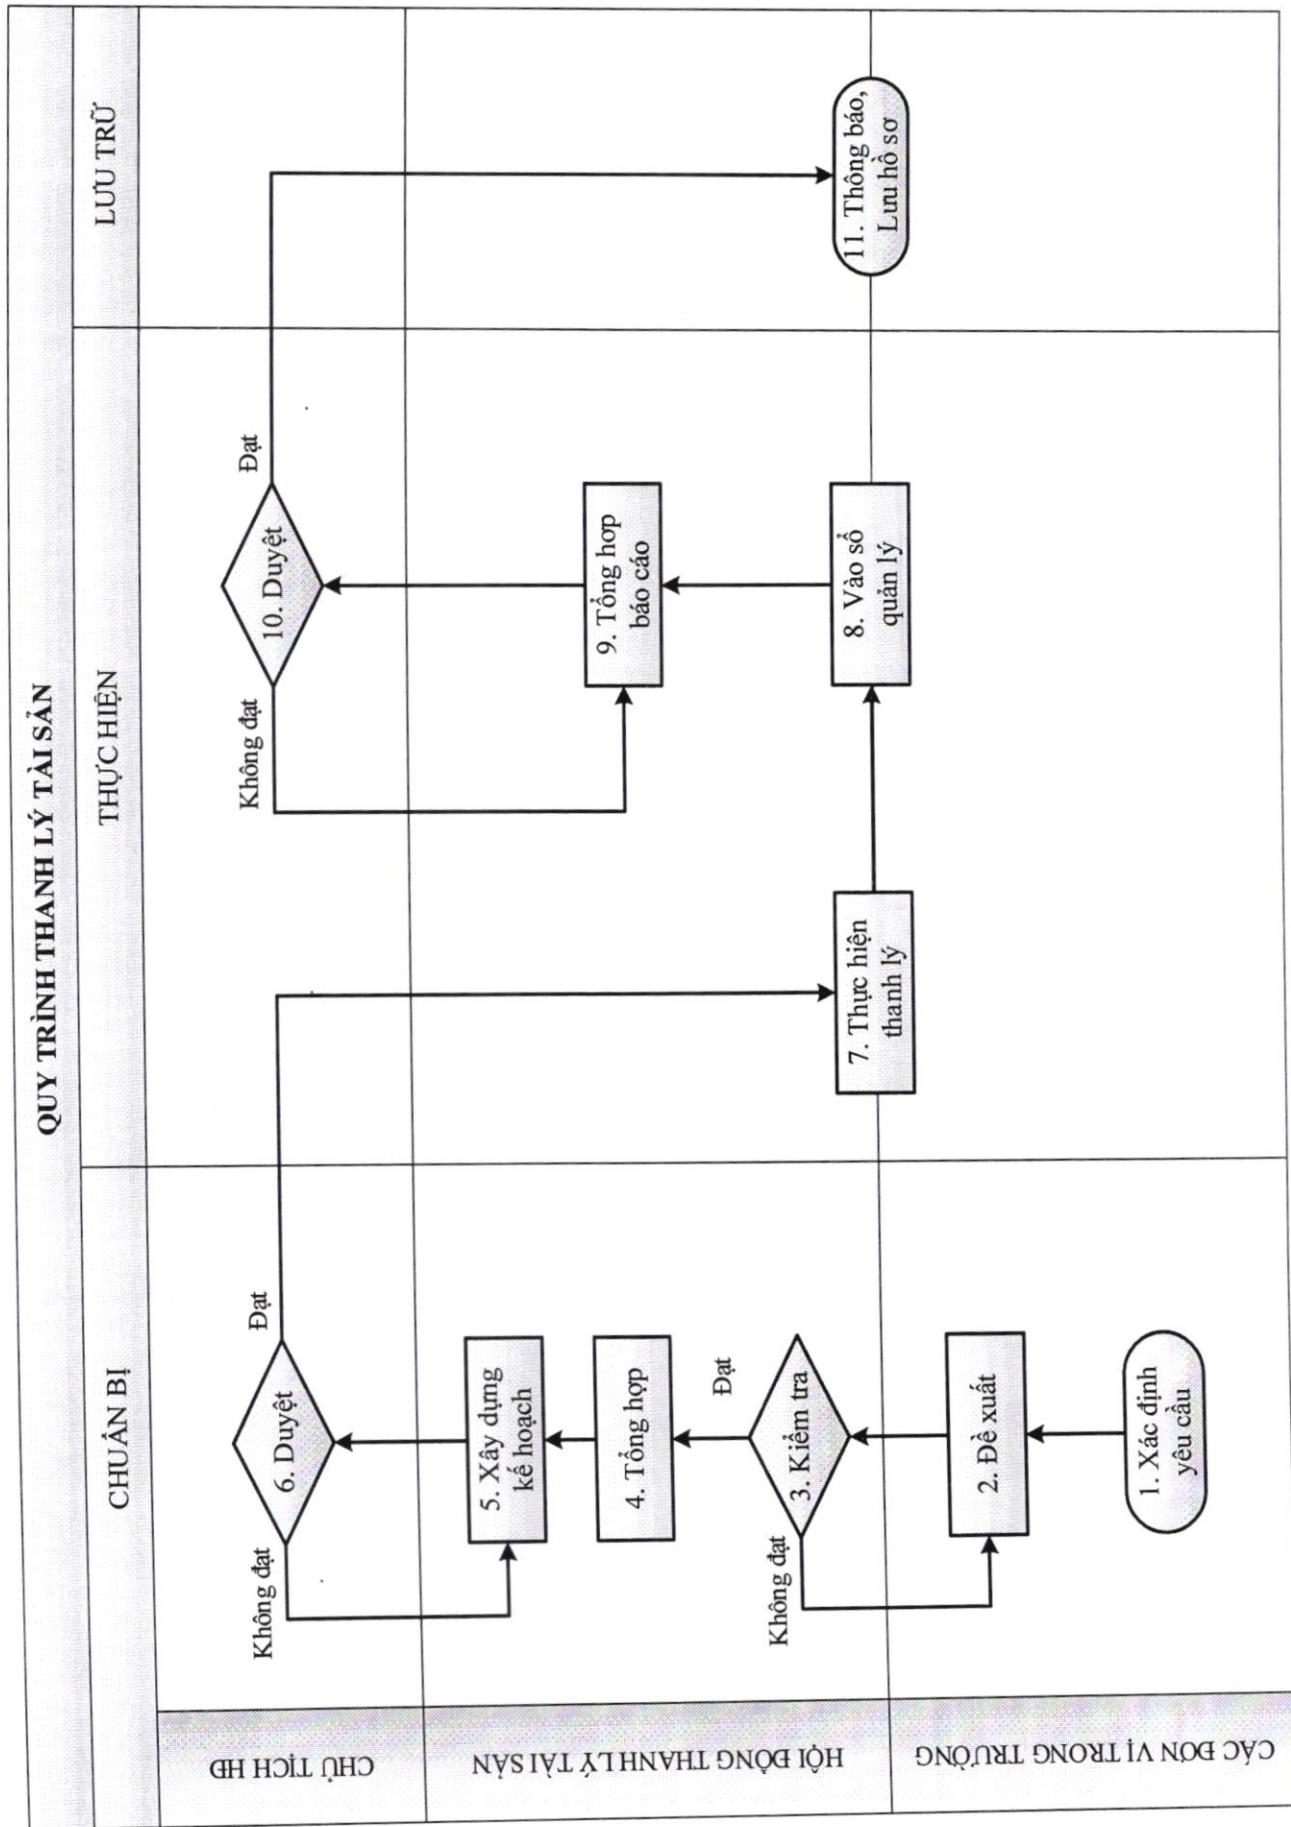 QUY TRÌNH THANH LÝ TÀI SẢN
CHUẨN BỊ
THỰC HIỆN
LƯU TRỮ
CHỦ TỊCH HĐ
Không đạt
6. Duyệt
Đạt
Không đạt
10. Duyệt
Đạt
HỘI ĐỒNG THANH LÝ TÀI SẢN
5. Xây dựng
kế hoạch
4. Tổng hợp
Không đạt
3. Kiểm tra
Đạt
9. Tổng hợp
báo cáo
7. Thực hiện
thanh lý
8. Vào sổ
quản lý
11. Thông báo,
Lưu hồ sơ
CÁC ĐƠN VỊ TRONG TRƯỜNG
2. Đề xuất
1. Xác định
yêu cầu